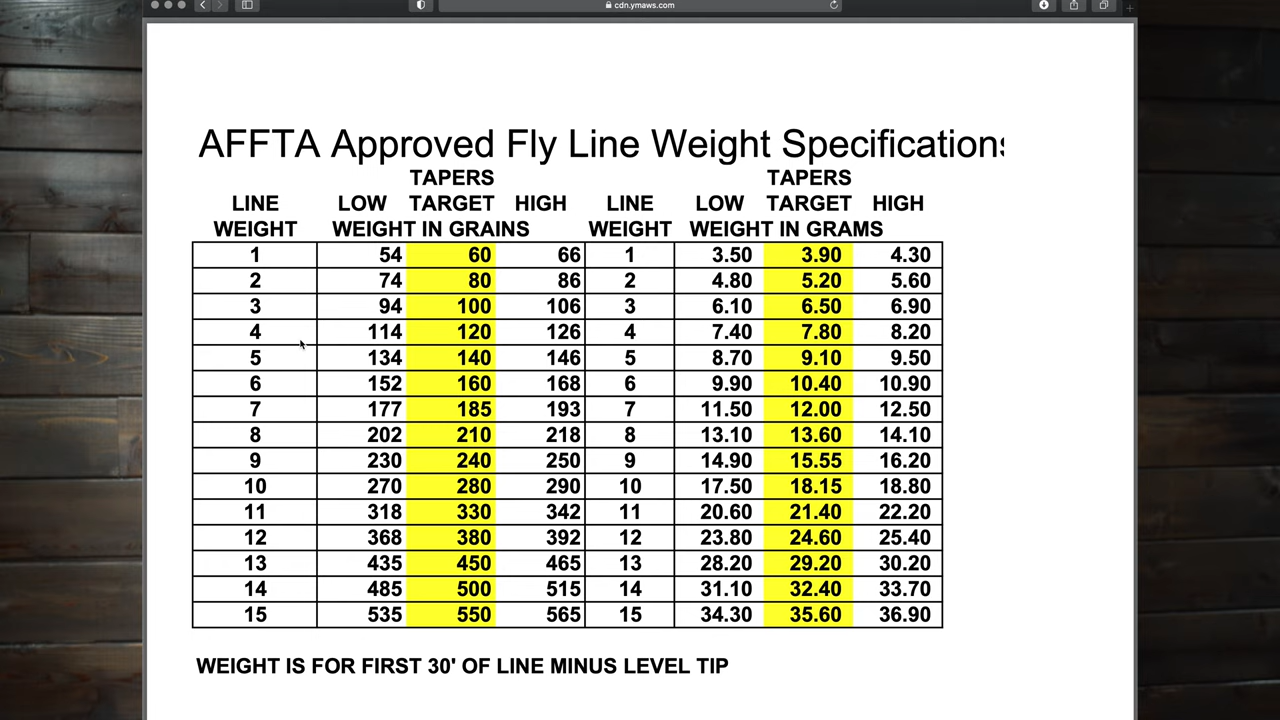 cdn.ymaws.com
AFFTA Approved Fly Line Weight Specifications
TAPERS TAPERS
LINE LOW TARGET HIGH LINE LOW TARGET HIGH
WEIGHT WEIGHT IN GRAINS WEIGHT WEIGHT IN GRAMS
1 54 60 66 1 3.50 3.90 4.30
2 74 80 86 2 4.80 5.20 5.60
3 94 100 106 3 6.10 6.50 6.90
4 114 120 126 4 7.40 7.80 8.20
5 134 140 146 5 8.70 9.10 9.50
6 152 160 168 6 9.90 10.40 10.90
7 177 185 193 7 11.50 12.00 12.50
8 202 210 218 8 13.10 13.60 14.10
9 230 240 250 9 14.90 15.55 16.20
10 270 280 290 10 17.50 18.15 18.80
11 318 330 342 11 20.60 21.40 22.20
12 368 380 392 12 23.80 24.60 25.40
13 435 450 465 13 28.20 29.20 30.20
14 485 500 515 14 31.10 32.40 33.70
15 535 550 565 15 34.30 35.60 36.90
WEIGHT IS FOR FIRST 30' OF LINE MINUS LEVEL TIP